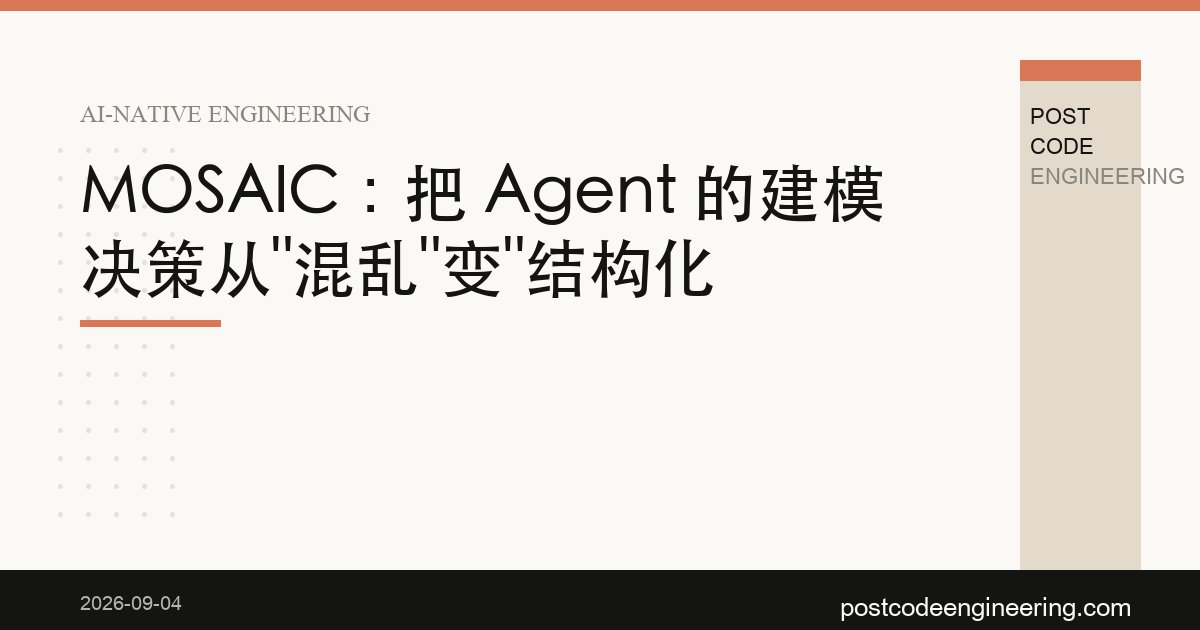 AI-NATIVE ENGINEERING
MOSAIC：把 Agent 的建模
决策从"混乱"变"结构化
POST
CODE
ENGINEERING
2026-09-04
postcodeengineering.com